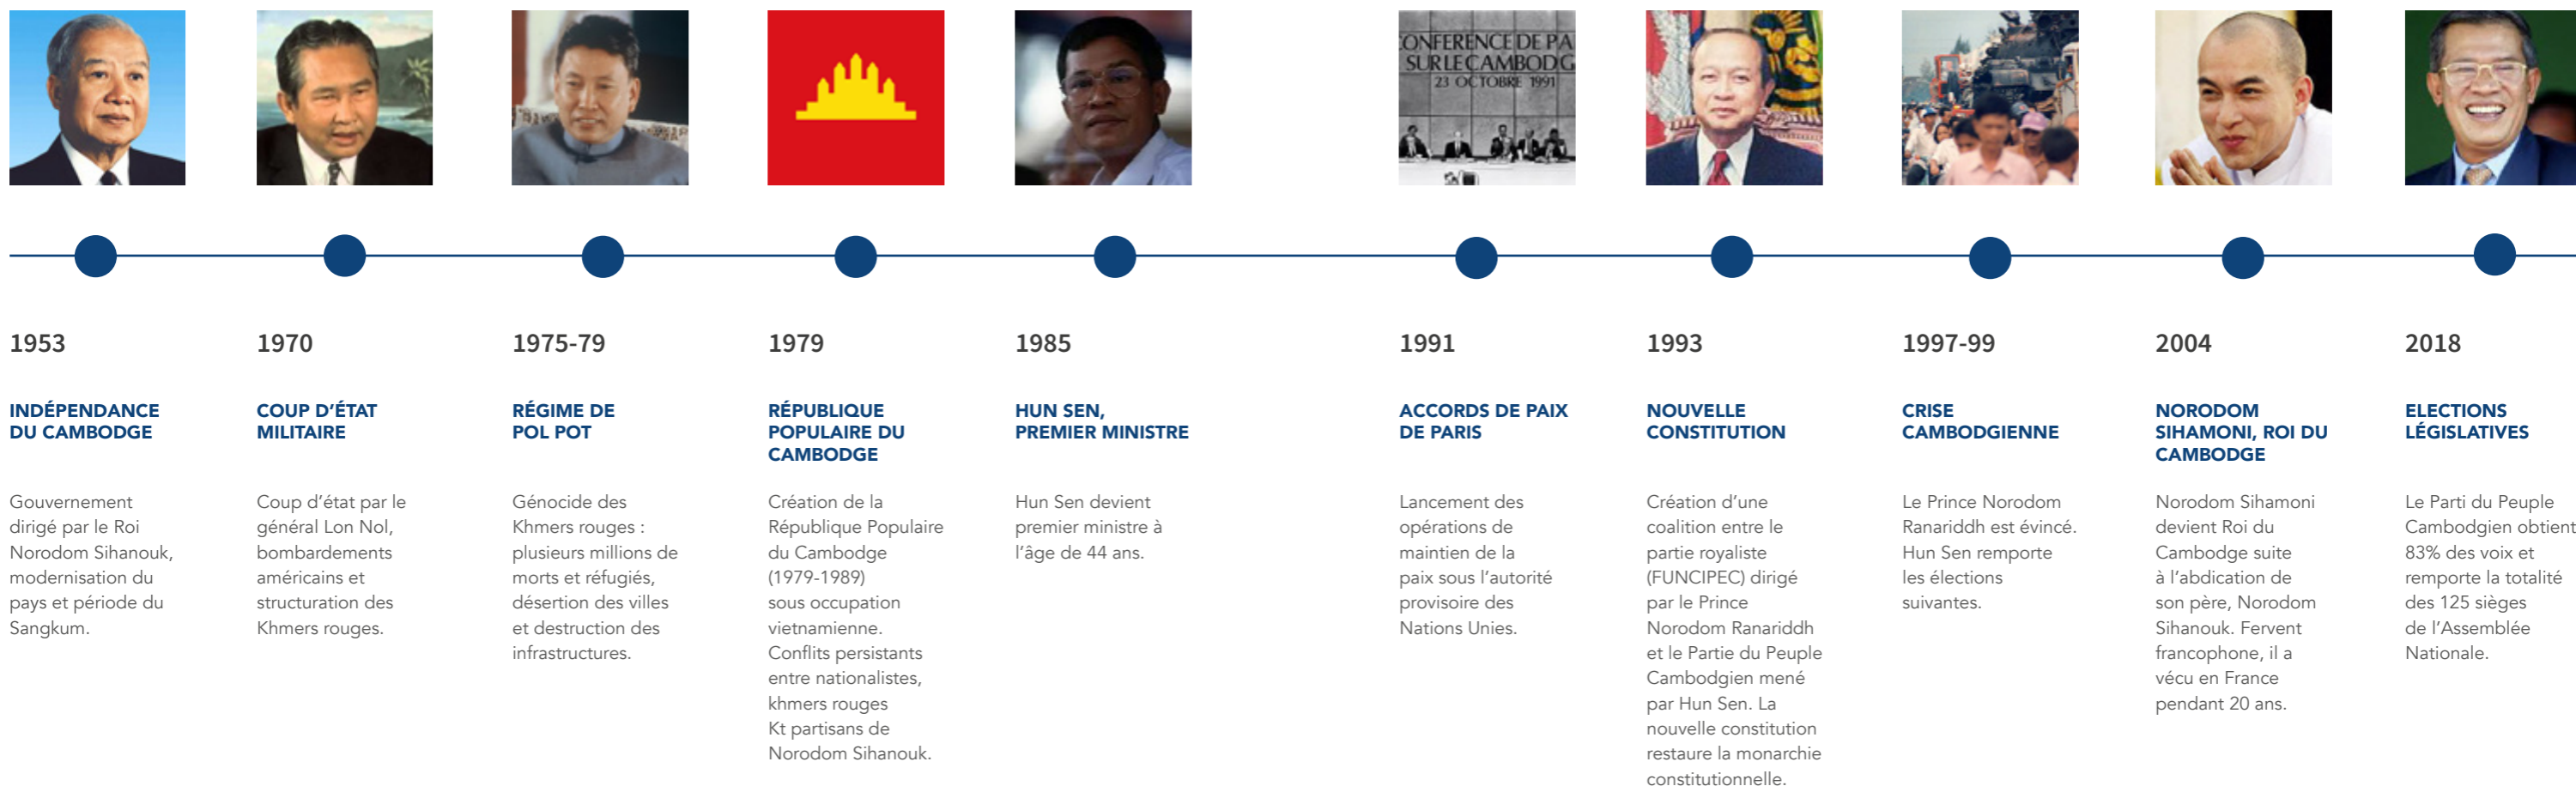 CONFERENCE DE PA
SUR LE CAMBODG
23 OCTOBRE 1991
1953
INDÉPENDANCE
DU CAMBODGE
Gouvernement
dirigé par le Roi
Norodom Sihanouk,
modernisation du
pays et période du
Sangkum.
1970
COUP D’ÉTAT
MILITAIRE
Coup d’état par le
général Lon Nol,
bombardements
américains et
structuration des
Khmers rouges.
1975-79
RÉGIME DE
POL POT
Génocide des
Khmers rouges :
plusieurs millions de
morts et réfugiés,
désertion des villes
et destruction des
infrastructures.
1979
RÉPUBLIQUE
POPULAIRE DU
CAMBODGE
Création de la
République Populaire
du Cambodge
(1979-1989)
sous occupation
vietnamienne.
Conflits persistants
entre nationalistes,
khmers rouges
Kt partisans de
Norodom Sihanouk.
1985
HUN SEN,
PREMIER MINISTRE
Hun Sen devient
premier ministre à
l’âge de 44 ans.
1991
ACCORDS DE PAIX
DE PARIS
Lancement des
opérations de
maintien de la
paix sous l’autorité
provisoire des
Nations Unies.
1993
NOUVELLE
CONSTITUTION
Création d’une
coalition entre le
partie royaliste
(FUNCIPEC) dirigé
par le Prince
Norodom Ranariddh
et le Partie du Peuple
Cambodgien mené
par Hun Sen. La
nouvelle constitution
restaure la monarchie
constitutionnelle.
1997-99
CRISE
CAMBODGIENNE
Le Prince Norodom
Ranariddh est évincé.
Hun Sen remporte
les élections
suivantes.
2004
NORODOM
SIHAMONI, ROI DU
CAMBODGE
Norodom Sihamoni
devient Roi du
Cambodge suite
à l’abdication de
son père, Norodom
Sihanouk. Fervent
francophone, il a
vécu en France
pendant 20 ans.
2018
ELECTIONS
LÉGISLATIVES
Le Parti du Peuple
Cambodgien obtient
83% des voix et
remporte la totalité
des 125 sièges
de l’Assemblée
Nationale.